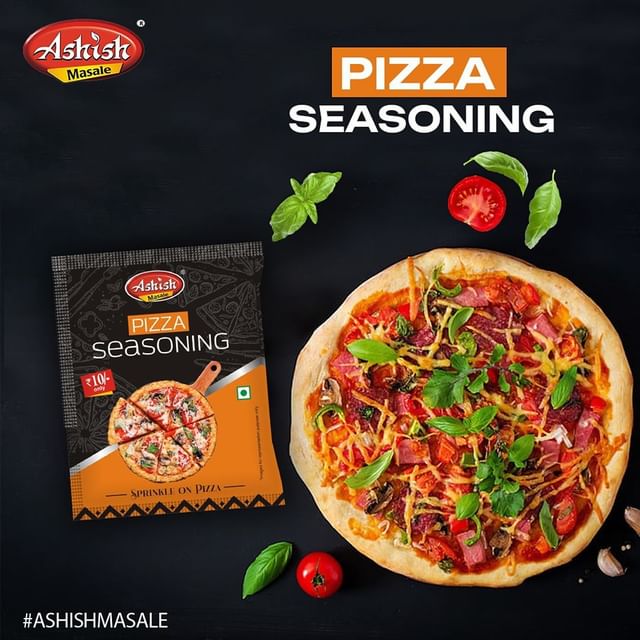 Ashish
®
Masale
PIZZA
SEASONING
Ashish
Masale
PIZZA
seasoning
₹10/-
only
SPRINKLE ON PIZZA
#ASHISHMASALE